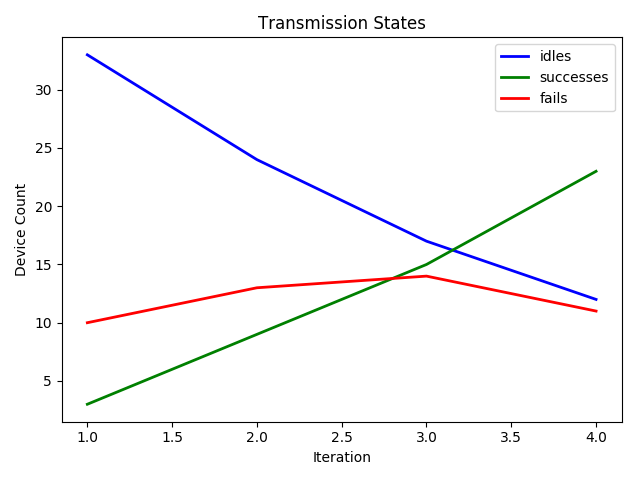 Transmission States
idles
successes
fails
Device Count
30
25
20
15
10
5
1.0 1.5 2.0 2.5 3.0 3.5 4.0
Iteration